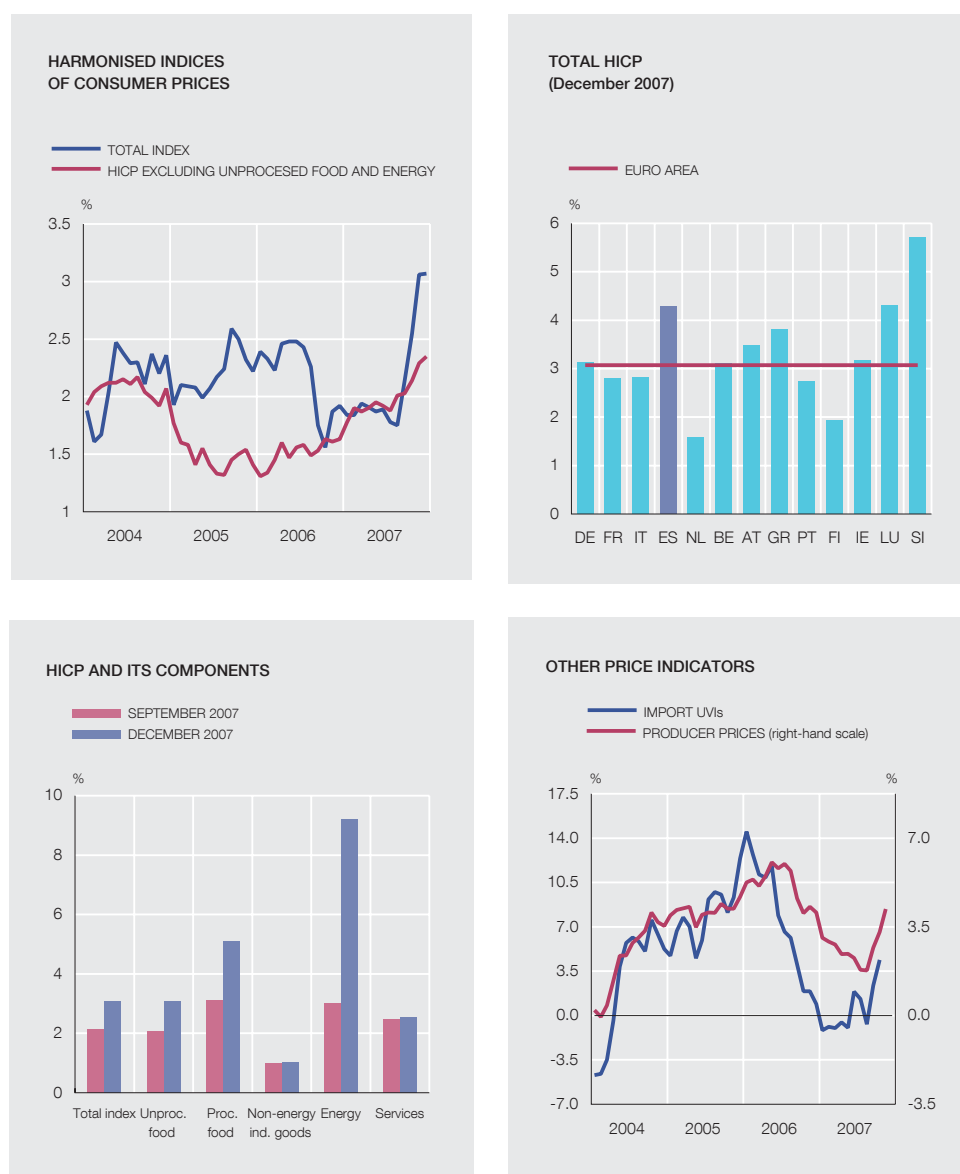 HARMONISED INDICES
OF CONSUMER PRICES
TOTAL INDEX
HICP EXCLUDING UNPROCESED FOOD AND ENERGY
%
3.5
3
2.5
2
1.5
1
2004 2005 2006 2007
TOTAL HICP
(December 2007)
EURO AREA
%
6
5
4
3
2
1
0
DE FR IT ES NL BE AT GR PT FI IE LU SI
HICP AND ITS COMPONENTS
SEPTEMBER 2007
DECEMBER 2007
%
10
8
6
4
2
0
Total index Unproc. Proc. Non-energy Energy Services
food food ind. goods
OTHER PRICE INDICATORS
IMPORT UVIs
PRODUCER PRICES (right-hand scale)
% %
17.5
14.0 7.0
10.5
7.0 3.5
3.5
0.0 0.0
-3.5
-7.0 -3.5
2004 2005 2006 2007